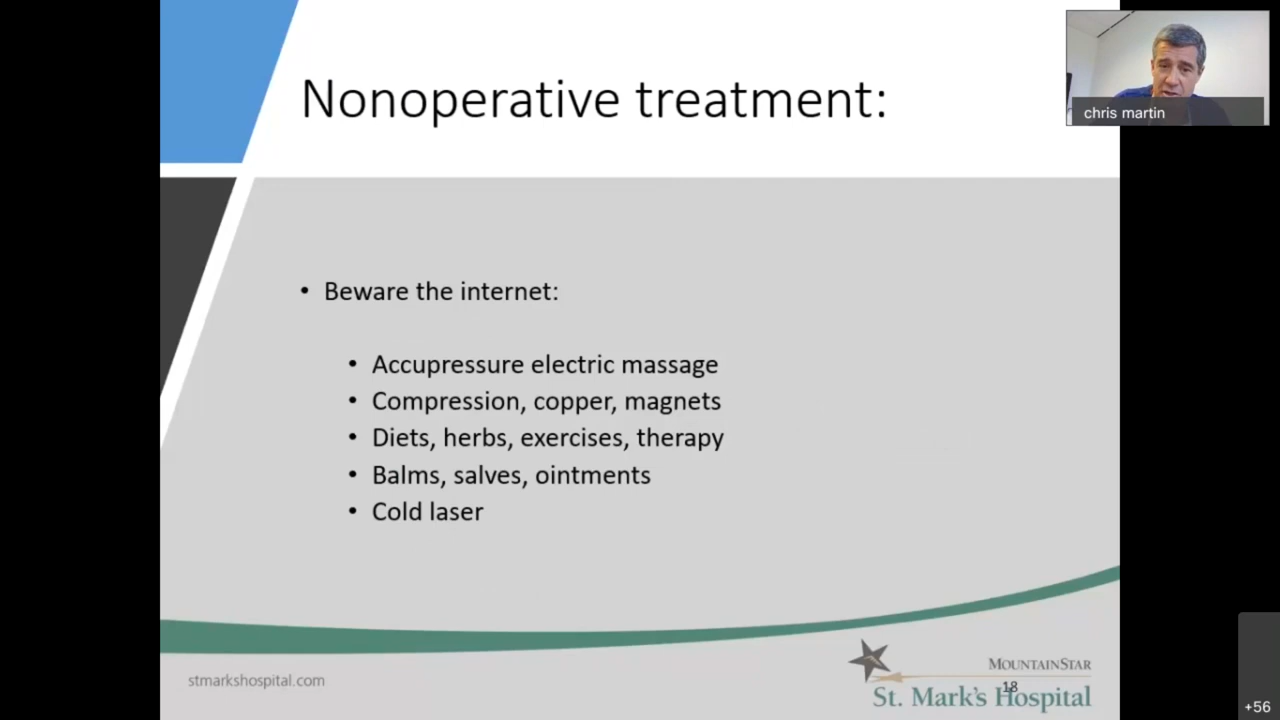 Nonoperative treatment:
chris martin
• Beware the internet:
• Accupressure electric massage
• Compression, copper, magnets
• Diets, herbs, exercises, therapy
• Balms, salves, ointments
• Cold laser
stmarkshospital.com
MOUNTAINSTAR
18
St. Mark's Hospital
+56